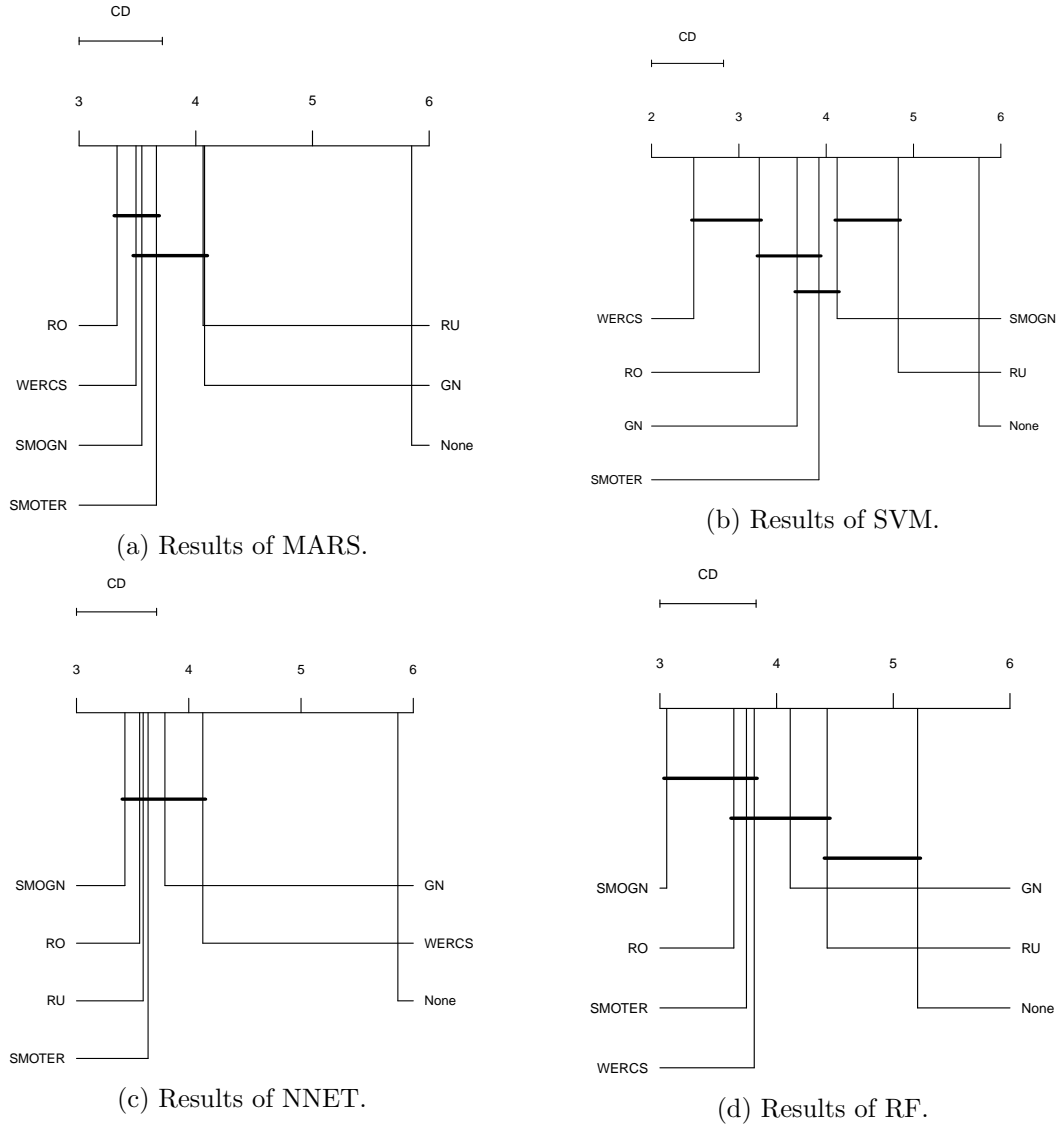 CD
3 4 5 6
RO
WERCS
SMOGN
SMOTER
RU
GN
None
(a) Results of MARS.
CD
2 3 4 5 6
WERCS
RO
GN
SMOTER
SMOGN
RU
None
(b) Results of SVM.
CD
3 4 5 6
SMOGN
RO
RU
SMOTER
GN
WERCS
None
(c) Results of NNET.
CD
3 4 5 6
SMOGN
RO
SMOTER
WERCS
GN
RU
None
(d) Results of RF.